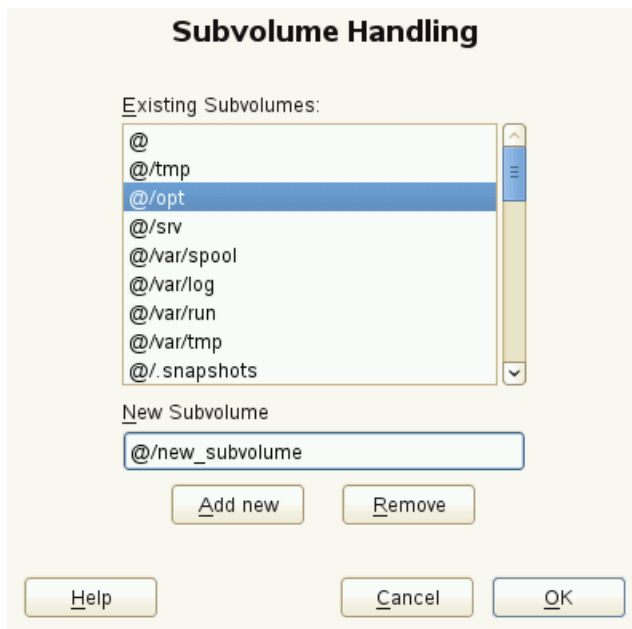 Subvolume Handling
Existing Subvolumes:
@
@/tmp
@/opt
@/srv
@/var/spool
@/var/log
@/var/run
@/var/tmp
@/.snapshots
New Subvolume
@/new_subvolume
Add new Remove
Help Cancel OK